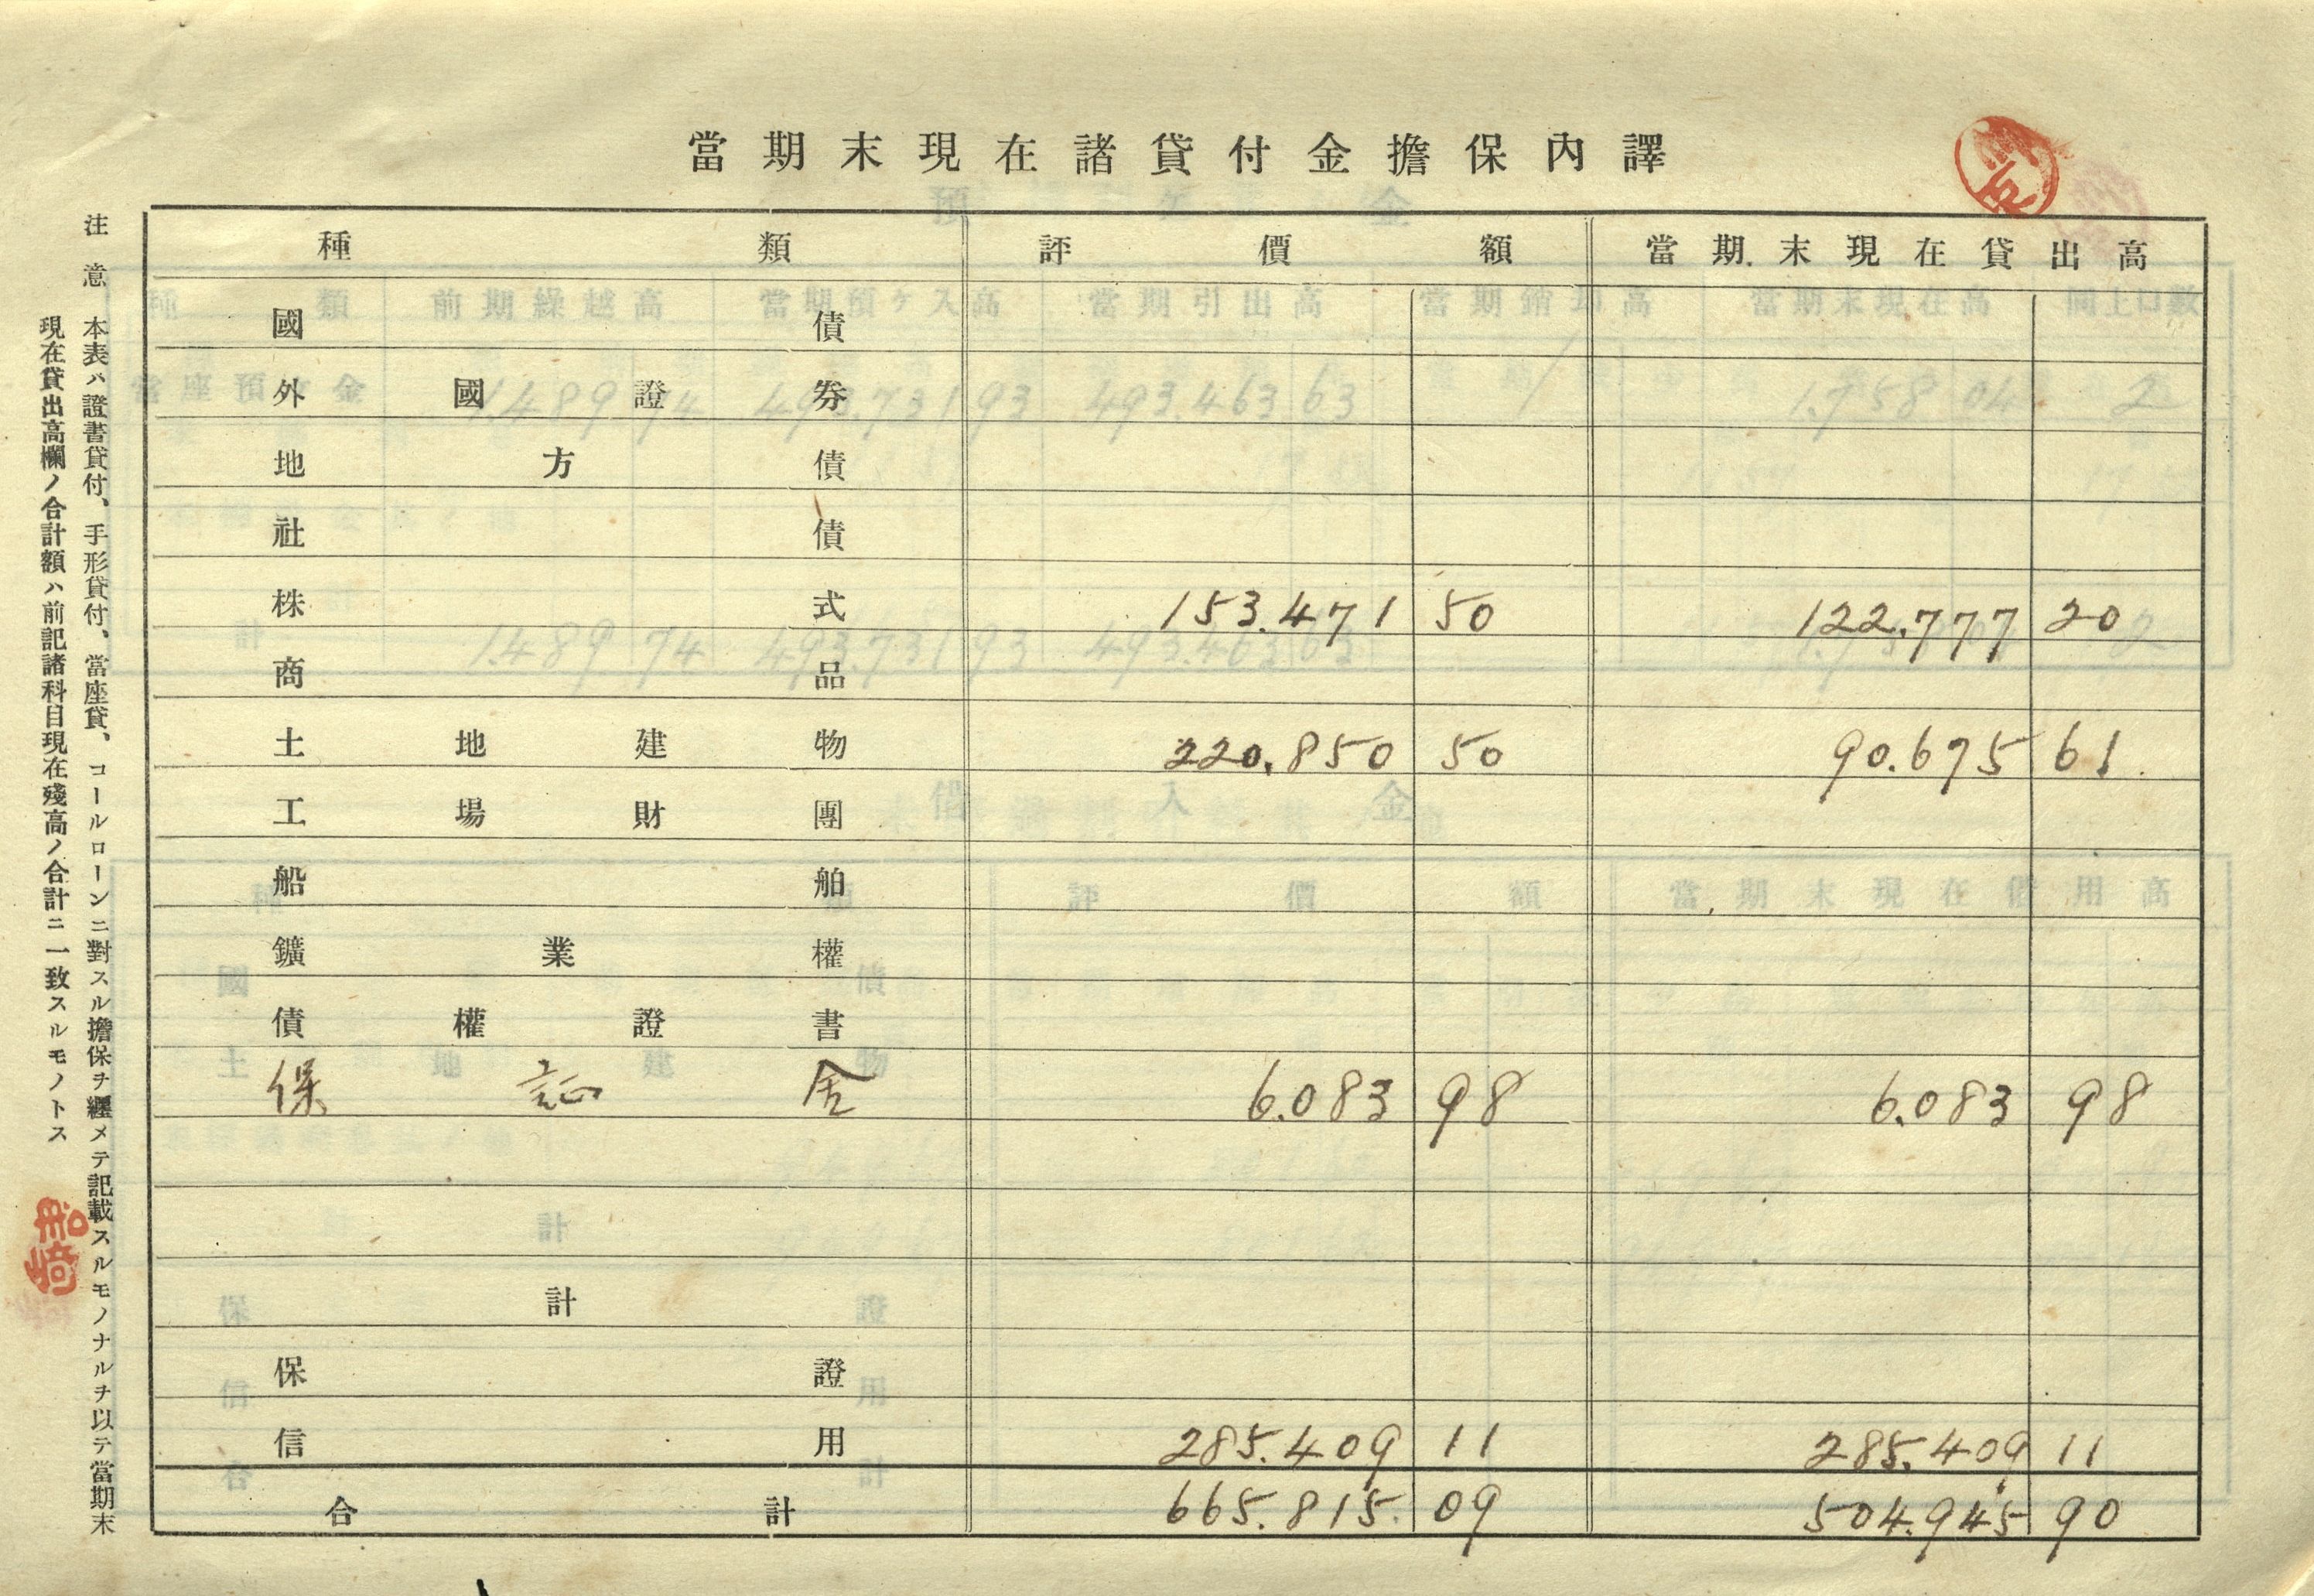 當期末現在諸貸付金擔保內譯
種類 評價額 當期末現在貸出高
國債
外國證券
地方債
社債
株式 153.471 50 122.777 20
商品
土地建物 220.850 50 90.675 61
工場財團
船舶
鑛業權
債權證書
保証金 6.083 98 6.083 98
計
保證
信用 285.409 11 285.409 11
合計 665.815 09 504.945 90
注意 本表ハ證書貸付、手形貸付、當座貸、コールローンニ對スル擔保ヲ纒メテ記載スルモノナルヲ以テ當期末
現在貸出高欄ノ合計額ハ前記諸科目現在殘高ノ合計ニ一致スルモノトス
船崎